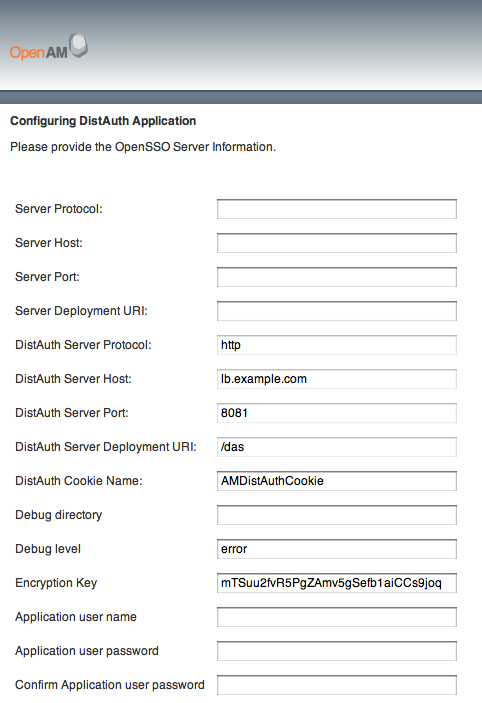 OpenAM
Configuring DistAuth Application
Please provide the OpenSSO Server Information.
Server Protocol:
Server Host:
Server Port:
Server Deployment URI:
DistAuth Server Protocol: http
DistAuth Server Host: lb.example.com
DistAuth Server Port: 8081
DistAuth Server Deployment URI: /das
DistAuth Cookie Name: AMDistAuthCookie
Debug directory
Debug level error
Encryption Key mTSuu2fvR5PgZAmv5gSefb1aiCCs9joq
Application user name
Application user password
Confirm Application user password